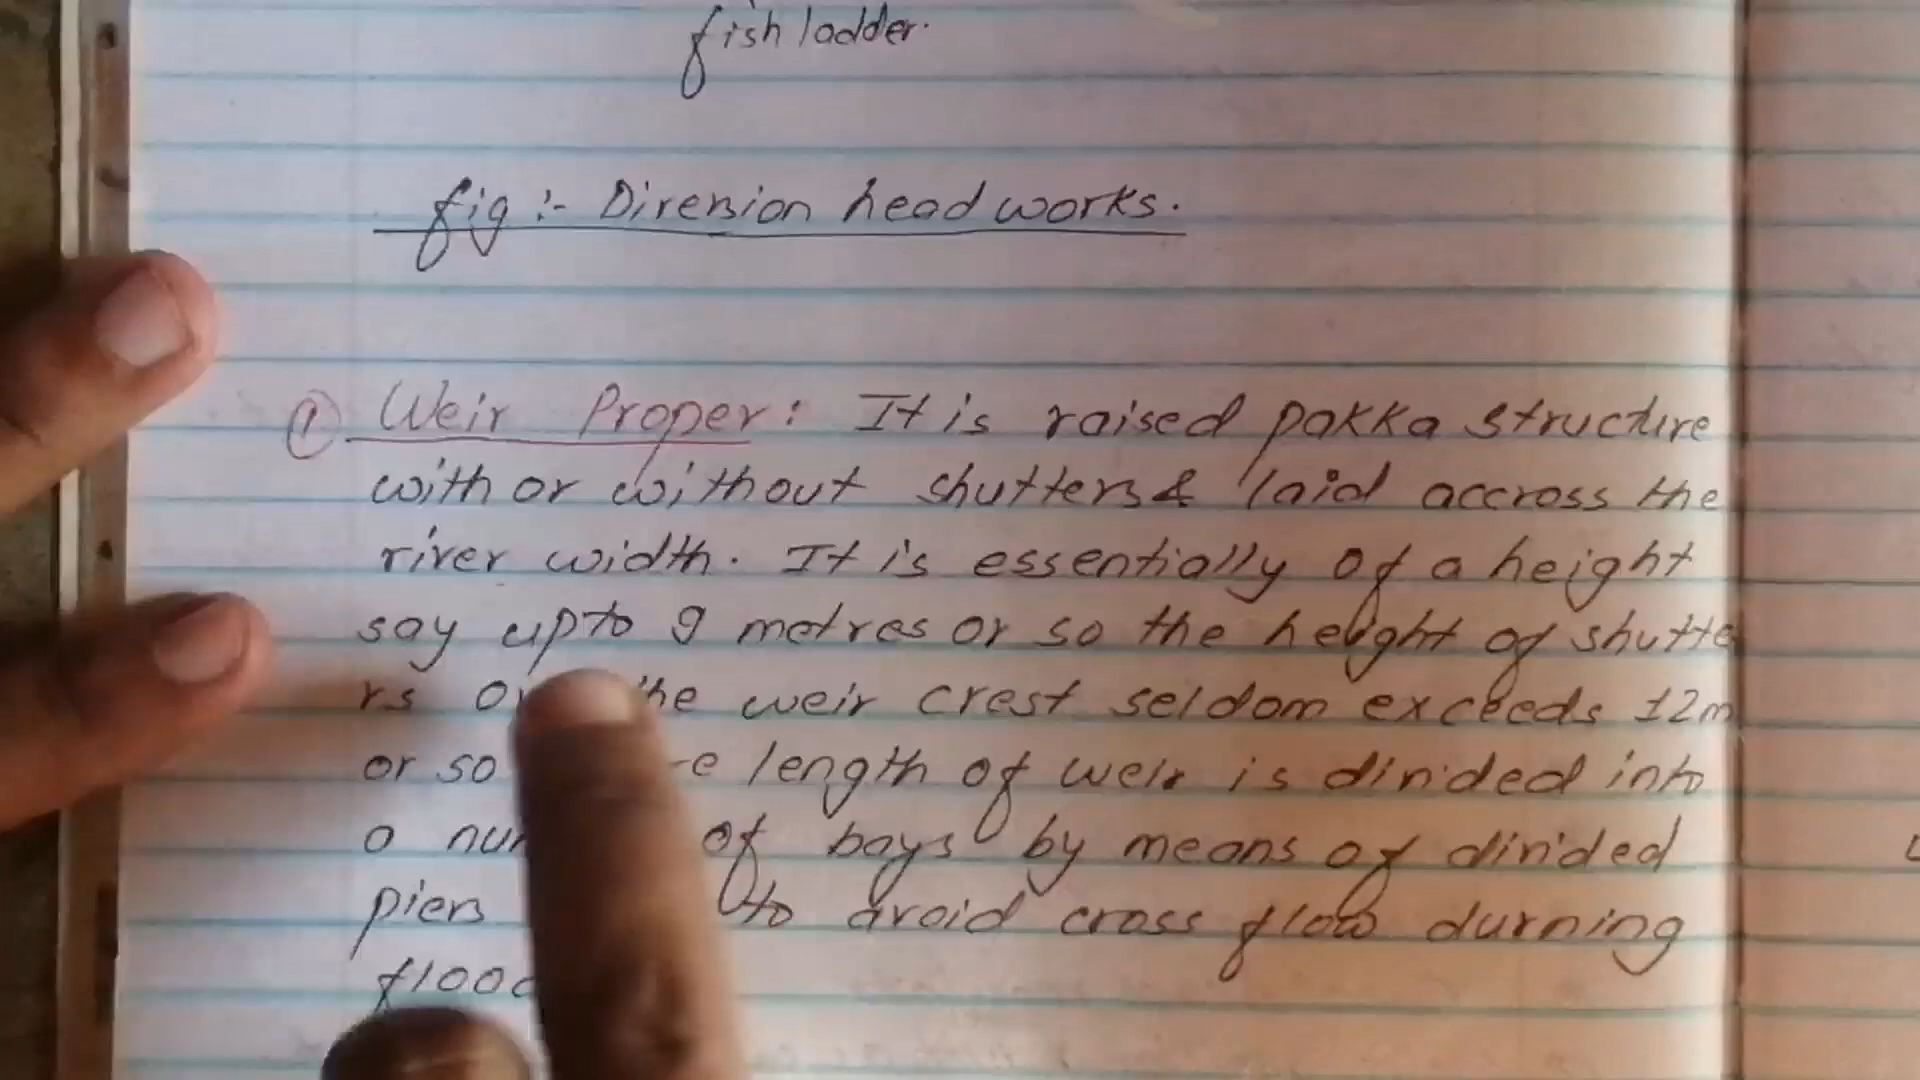 fish ladder.
fig :- Diversion head works.
① Weir Proper: It is raised pakka structure
with or without shutters & laid accross the
river width. It is essentially of a height
say upto 9 metres or so the height of shutte
rs the weir crest seldom exceeds 12m
or so length of weir is divided into
a of bays by means of divided
piers to avoid cross flow durning